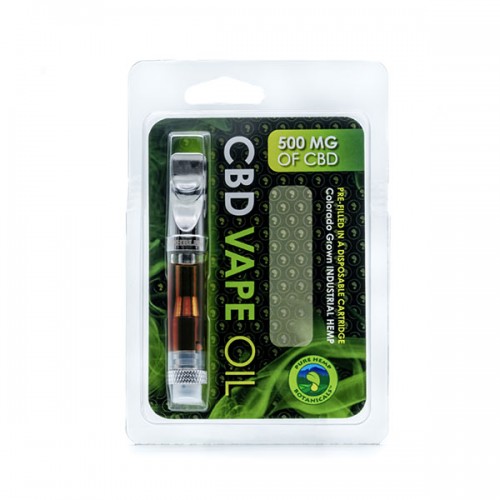 500 MG
OF CBD
CBD VAPE OIL
PRE-FILLED IN A DISPOSABLE CARTRIDGE
Colorado Grown INDUSTRIAL HEMP
PURE HEMP
BOTANICALS